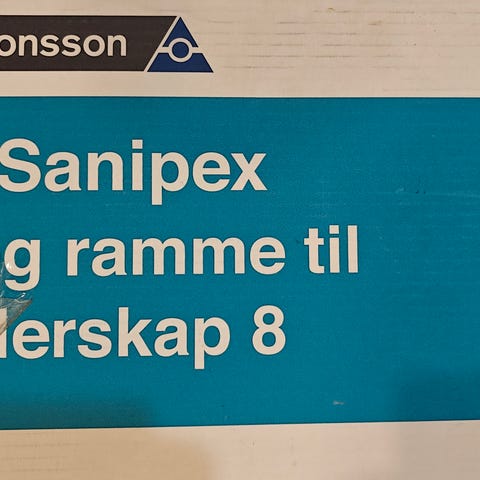 onsson
Sanipex
g ramme til
lerskap 8